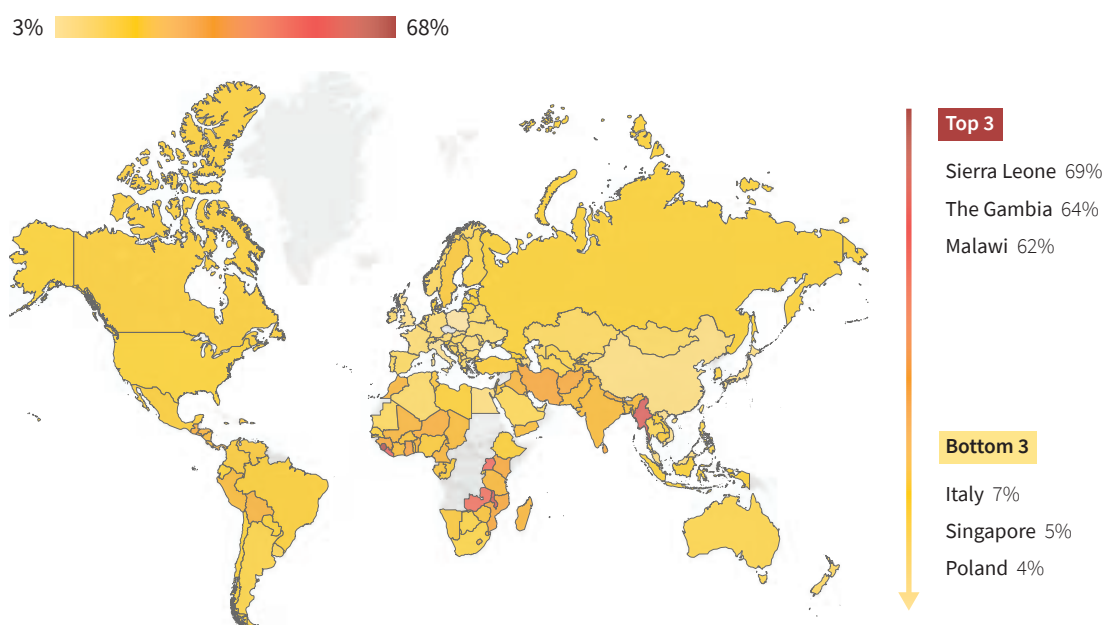 3% 68%
Top 3
Sierra Leone 69%
The Gambia 64%
Malawi 62%
Bottom 3
Italy 7%
Singapore 5%
Poland 4%